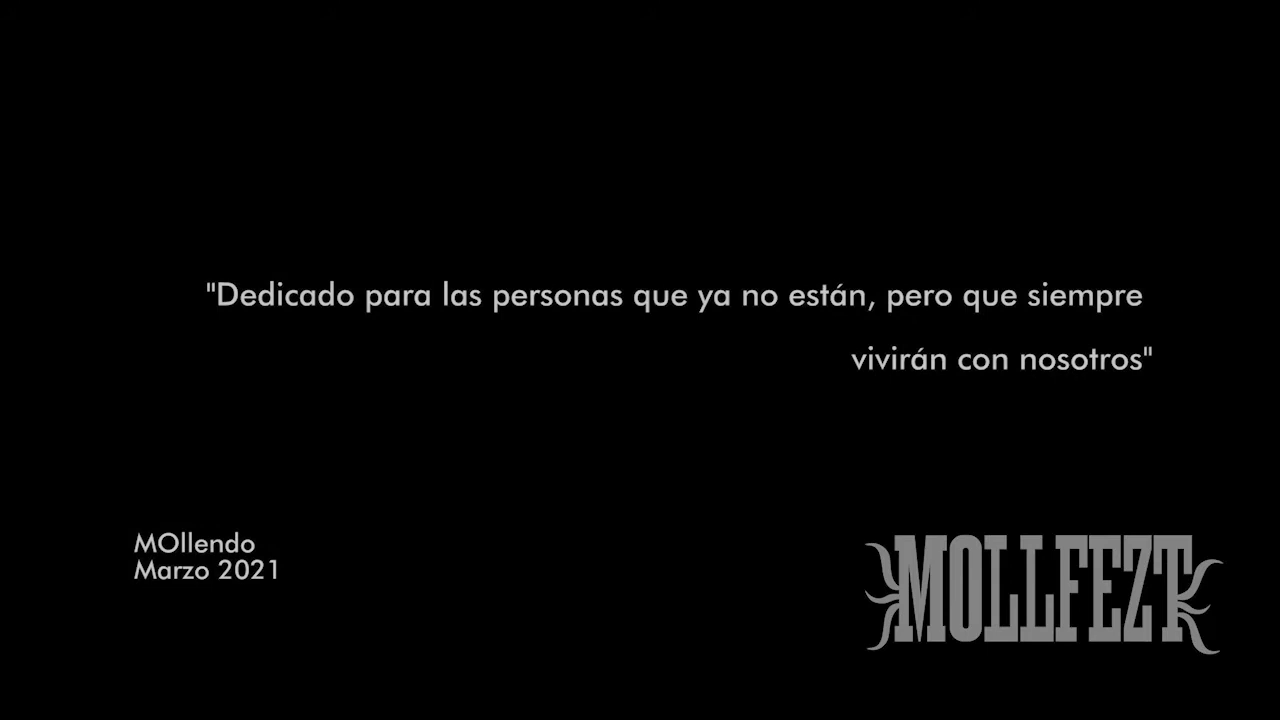 "Dedicado para las personas que ya no están, pero que siempre
vivirán con nosotros"
MOllendo
Marzo 2021
MOLLFEZT